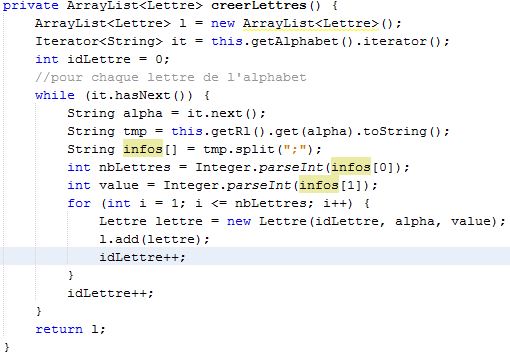 private ArrayList<Lettre> creerLettres() {
ArrayList<Lettre> l = new ArrayList<Lettre>();
Iterator<String> it = this.getAlphabet().iterator();
int idLettre = 0;
//pour chaque lettre de l'alphabet
while (it.hasNext()) {
String alpha = it.next();
String tmp = this.getRl().get(alpha).toString();
String infos[] = tmp.split(";");
int nbLettres = Integer.parseInt(infos[0]);
int value = Integer.parseInt(infos[1]);
for (int i = 1; i <= nbLettres; i++) {
Lettre lettre = new Lettre(idLettre, alpha, value);
l.add(lettre);
idLettre++;
}
idLettre++;
}
return l;
}